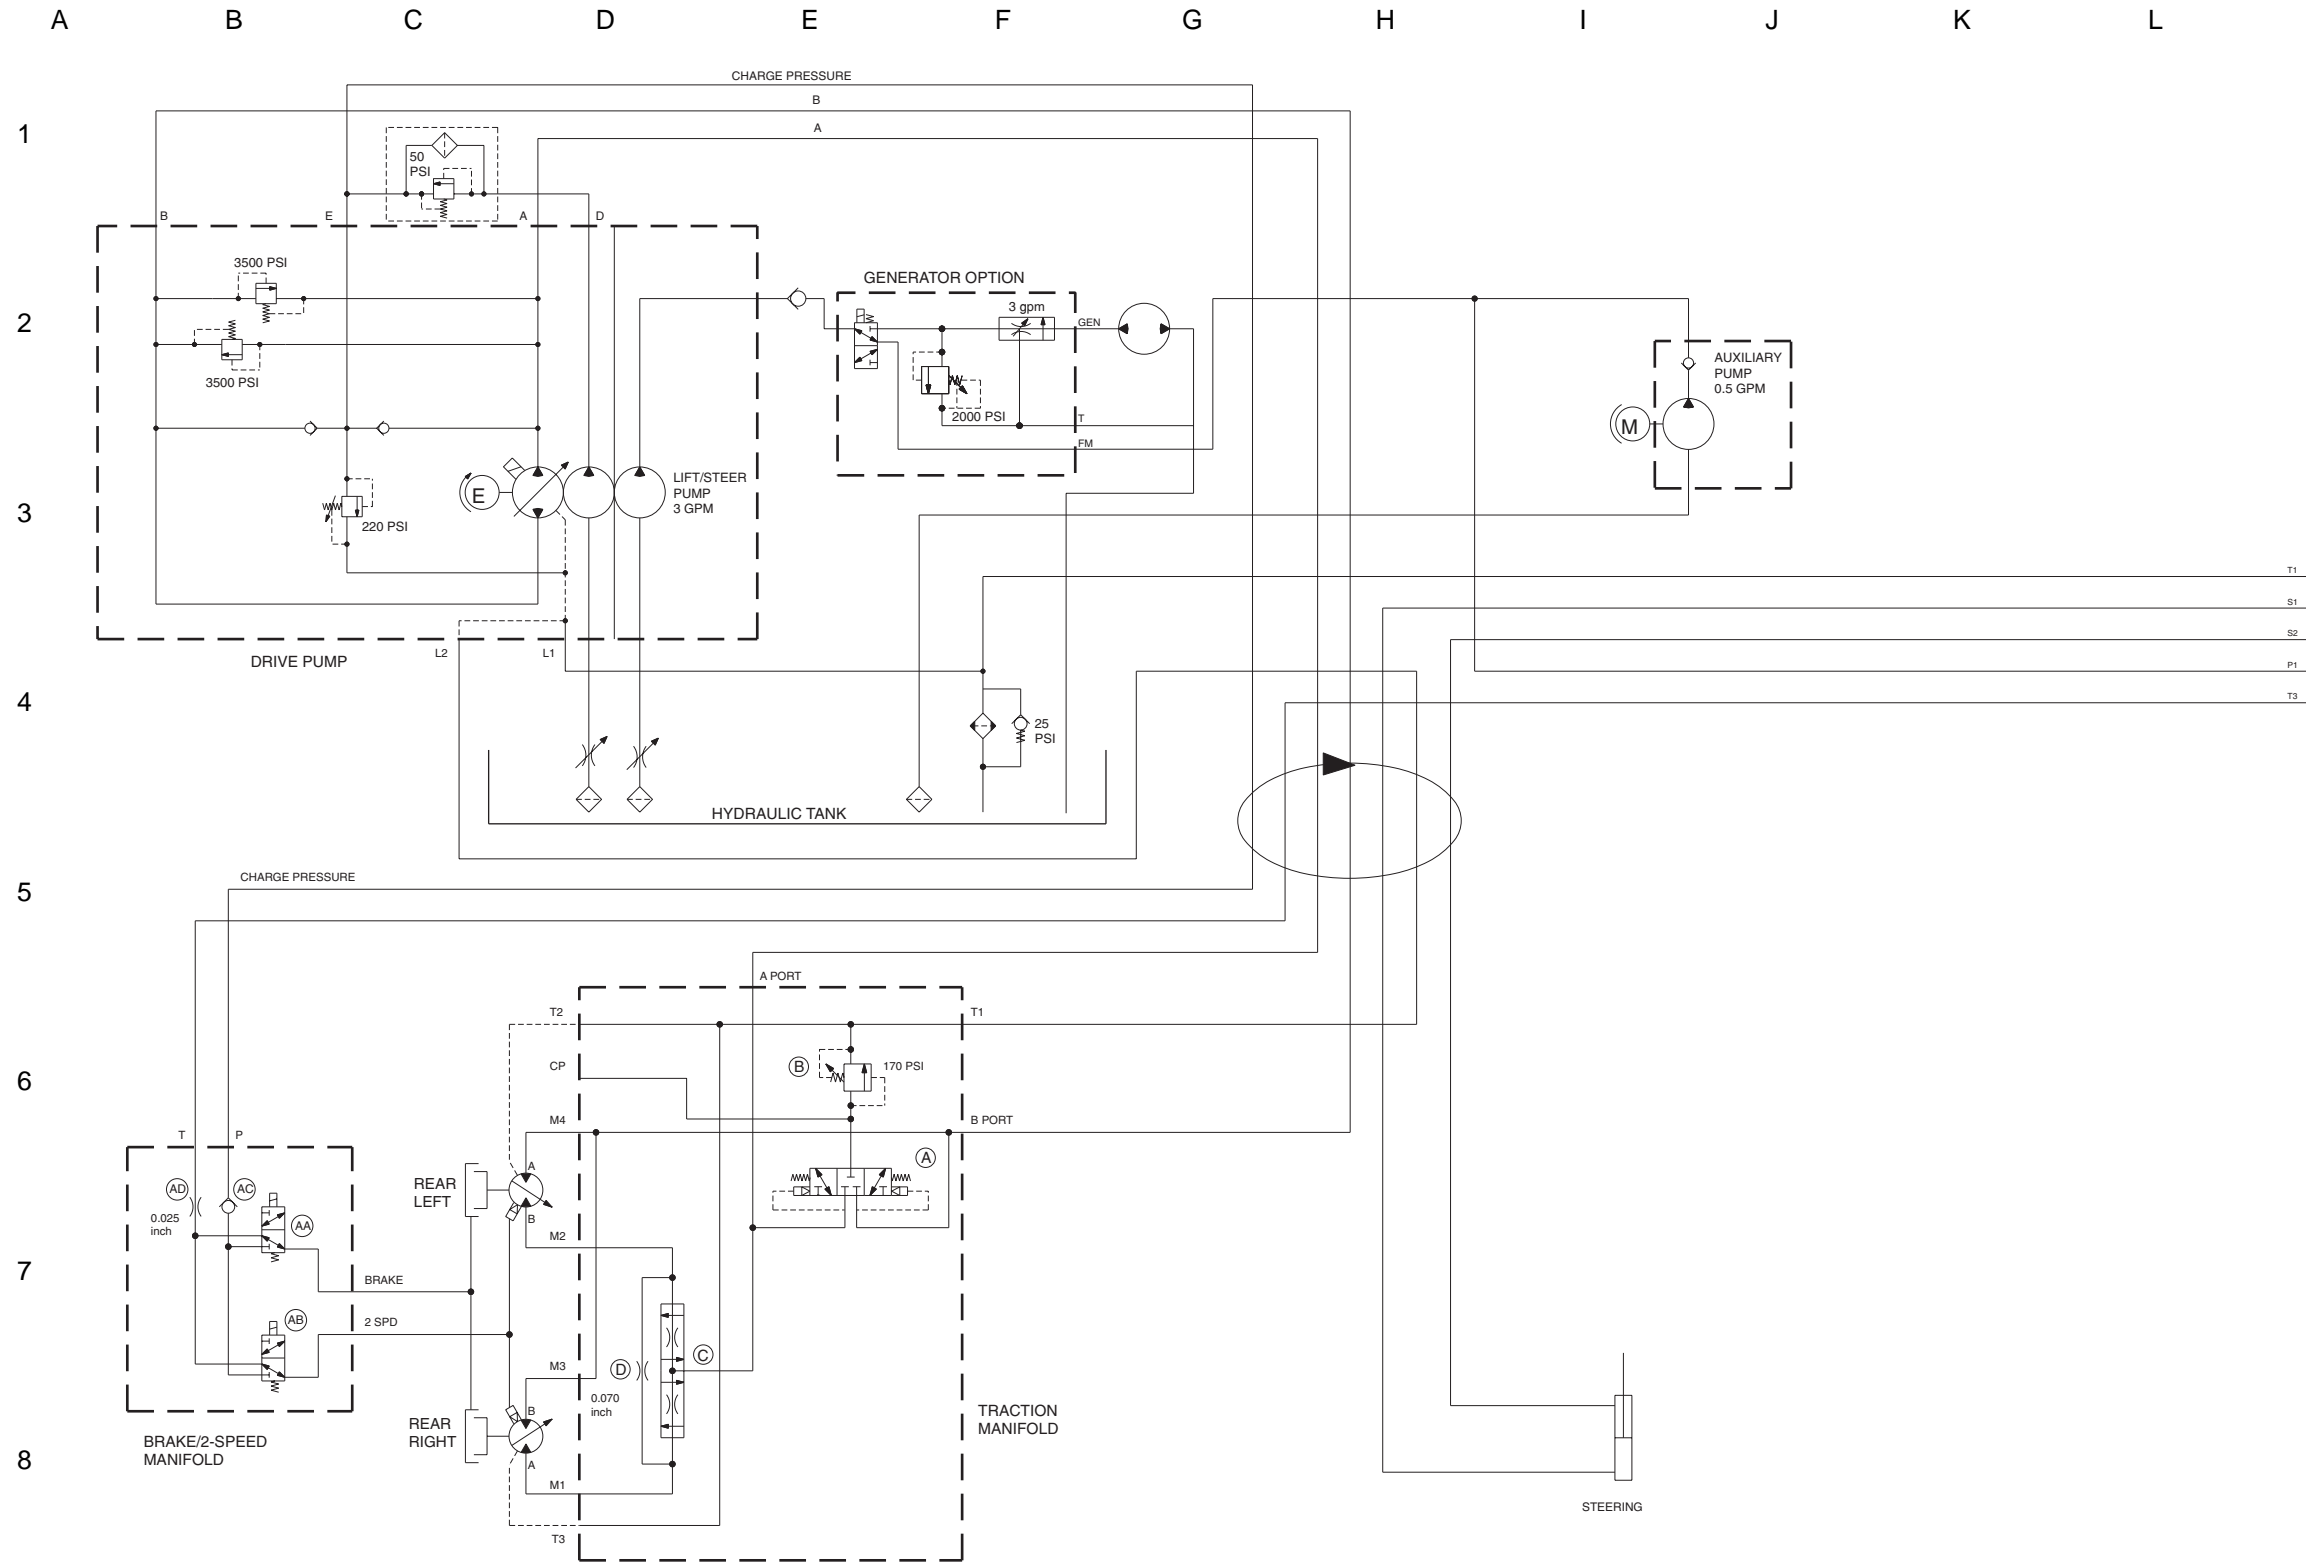 A B C D E F G H I J K L
CHARGE PRESSURE
B
A
1
50
PSI
B E A D
3500 PSI
GENERATOR OPTION
3 gpm
2
GEN
3500 PSI
AUXILIARY
PUMP
0.5 GPM
2000 PSI
T
M
FM
E
LIFT/STEER
PUMP
3 GPM
3
220 PSI
T1
S1
S2
L2 L1
DRIVE PUMP
P1
4
T3
25
PSI
HYDRAULIC TANK
CHARGE PRESSURE
5
A PORT
T2 T1
CP
B 170 PSI
6
M4 B PORT
T P
A
A
REAR
LEFT
AD AC
0.025
inch
AA
B
M2
7
BRAKE
AB
2 SPD
M3
D C
0.070
inch
B
REAR
RIGHT
TRACTION
MANIFOLD
BRAKE/2-SPEED
MANIFOLD
8
A
M1
STEERING
T3